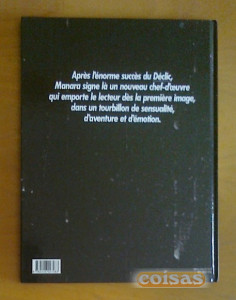 Après l'énorme succès du Déclic,
Manara signe là un nouveau chef-d'œuvre
qui emporte le lecteur dès la première image,
dans un tourbillon de sensualité,
d'aventure et d'émotion.
coisas